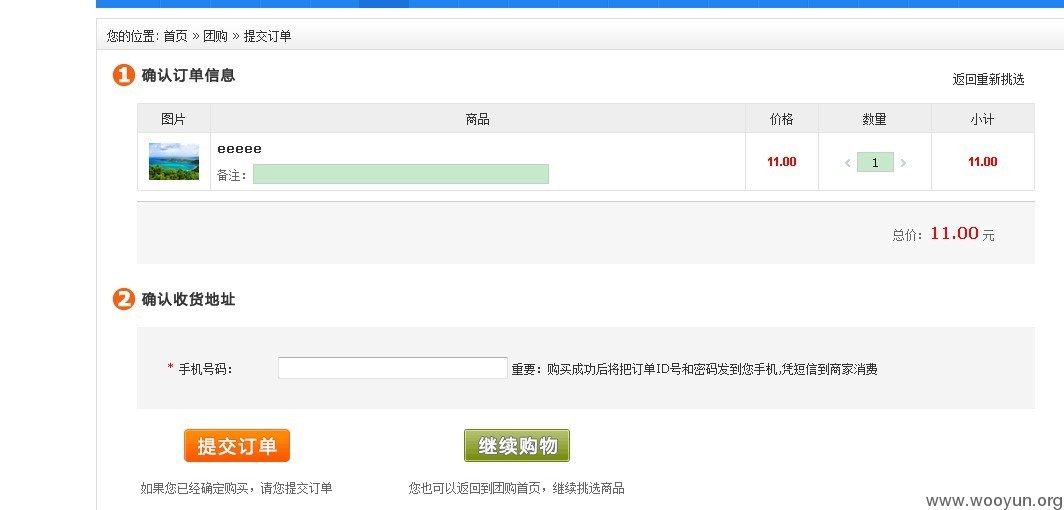 您的位置: 首页 » 团购 » 提交订单
1 确认订单信息
返回重新挑选
图片 商品 价格 数量 小计
eeeee
备注：
11.00 1 11.00
总价：11.00 元
2 确认收货地址
* 手机号码： 重要：购买成功后将把订单ID号和密码发到您手机,凭短信到商家消费
提交订单 继续购物
如果您已经确定购买，请您提交订单 您也可以返回到团购首页，继续挑选商品
www.wooyun.org